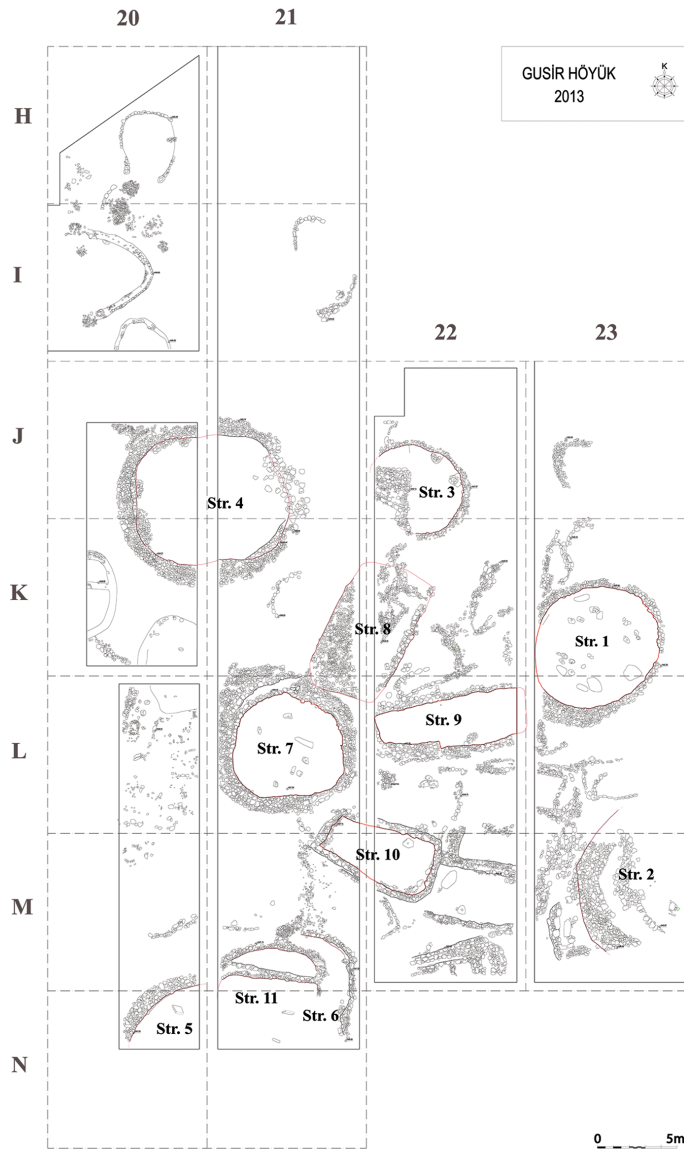 20
21
GUSİR HÖYÜK
2013
K
H
I
22
23
J
Str. 4
Str. 3
K
Str. 8
Str. 1
L
Str. 7
Str. 9
Str. 10
M
Str. 2
Str. 11
Str. 6
Str. 5
N
0 5m